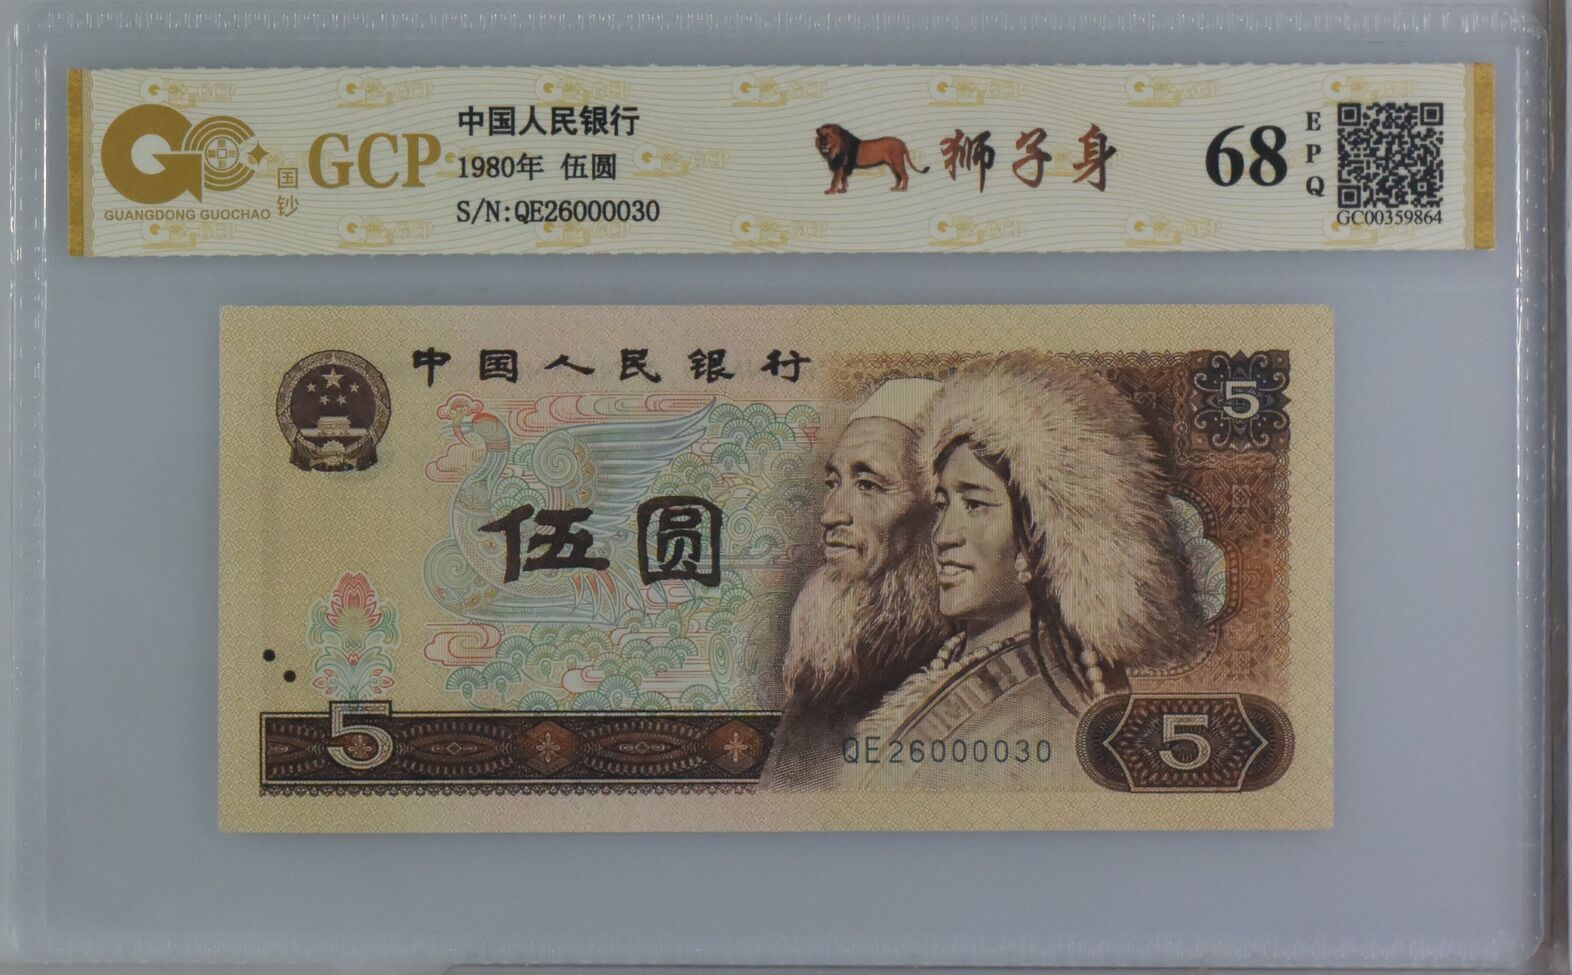 GCP
国钞
GUANGDONG GUOCHAO
中国人民银行
1980年 伍圆
S/N:QE26000030
狮子身
68
EPQ
GC00359864
中国人民银行
5
伍圆
5
QE26000030
5